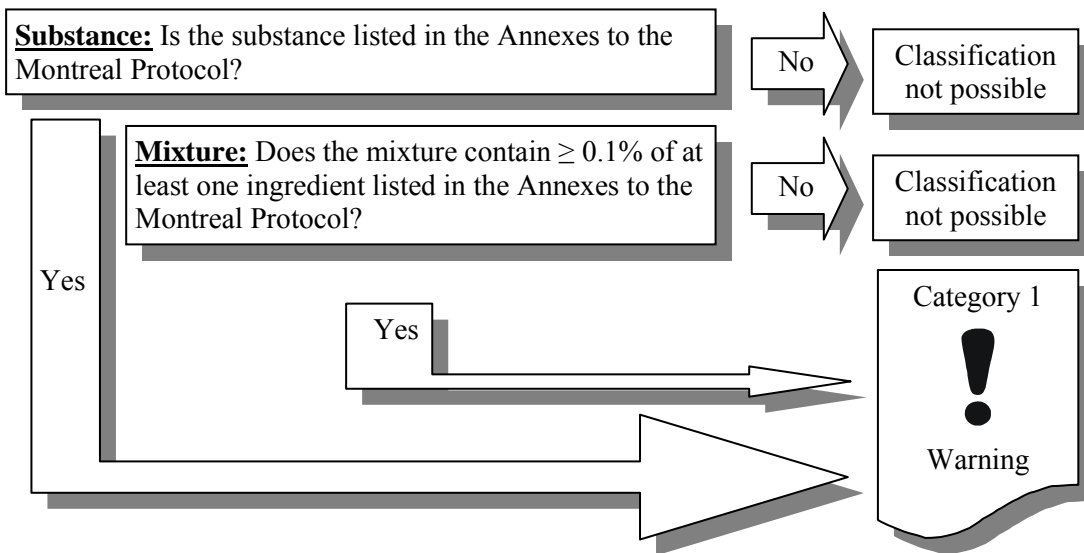 Substance: Is the substance listed in the Annexes to the
Montreal Protocol?
No
Classification
not possible
Mixture: Does the mixture contain ≥ 0.1% of at
least one ingredient listed in the Annexes to the
Montreal Protocol?
No
Classification
not possible
Yes
Yes
Category 1
!
Warning